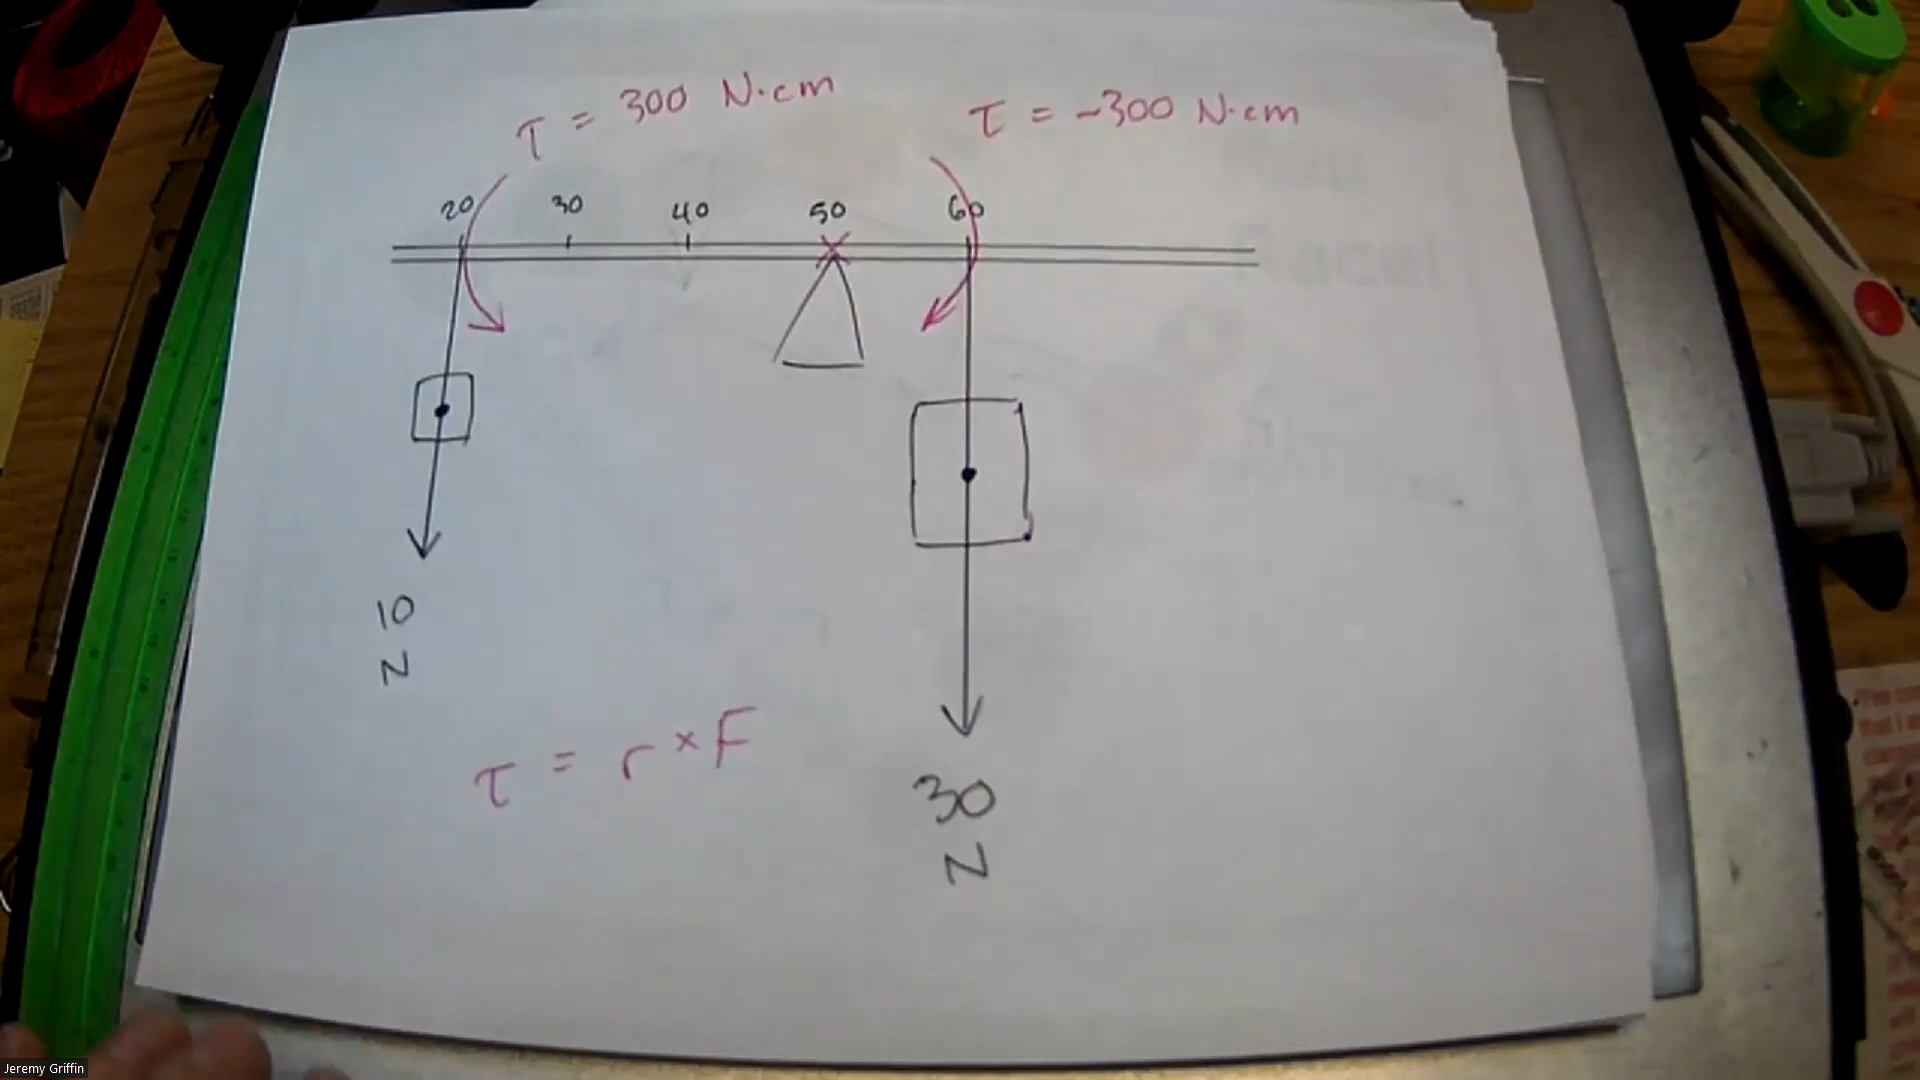 τ = 300 N·cm
τ = -300 N·cm
20 30 40 50 60
10
N
τ = r × F
30
N
Jeremy Griffin